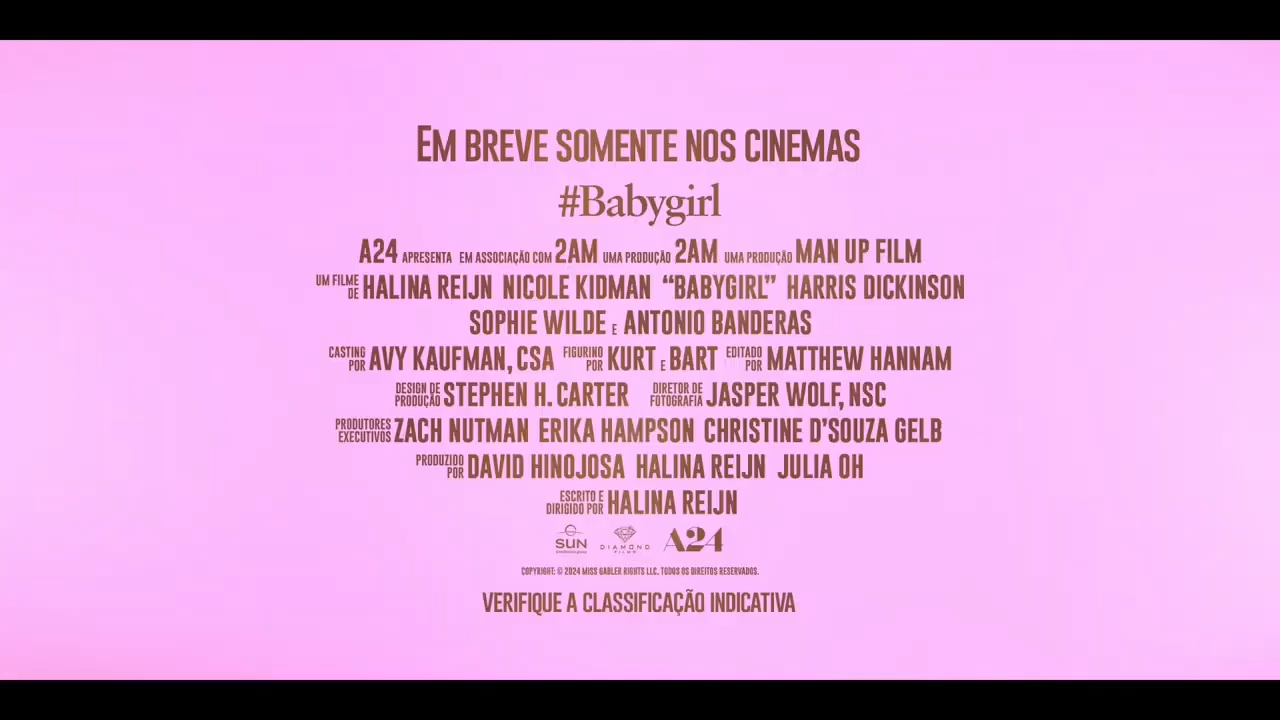 EM BREVE SOMENTE NOS CINEMAS
#Babygirl
A24 APRESENTA EM ASSOCIAÇÃO COM 2AM UMA PRODUÇÃO 2AM UMA PRODUÇÃO MAN UP FILM
UM FILME DE HALINA REIJN NICOLE KIDMAN “BABYGIRL” HARRIS DICKINSON
SOPHIE WILDE E ANTONIO BANDERAS
CASTING POR AVY KAUFMAN, CSA FIGURINO POR KURT E BART EDITADO POR MATTHEW HANNAM
DESIGN DE PRODUÇÃO STEPHEN H. CARTER DIRETOR DE FOTOGRAFIA JASPER WOLF, NSC
PRODUTORES EXECUTIVOS ZACH NUTMAN ERIKA HAMPSON CHRISTINE D'SOUZA GELB
PRODUZIDO POR DAVID HINOJOSA HALINA REIJN JULIA OH
ESCRITO E DIRIGIDO POR HALINA REIJN
SUN DIAMOND FILMS A24
COPYRIGHT: © 2024 MISS GABLER RIGHTS LLC. TODOS OS DIREITOS RESERVADOS.
VERIFIQUE A CLASSIFICAÇÃO INDICATIVA